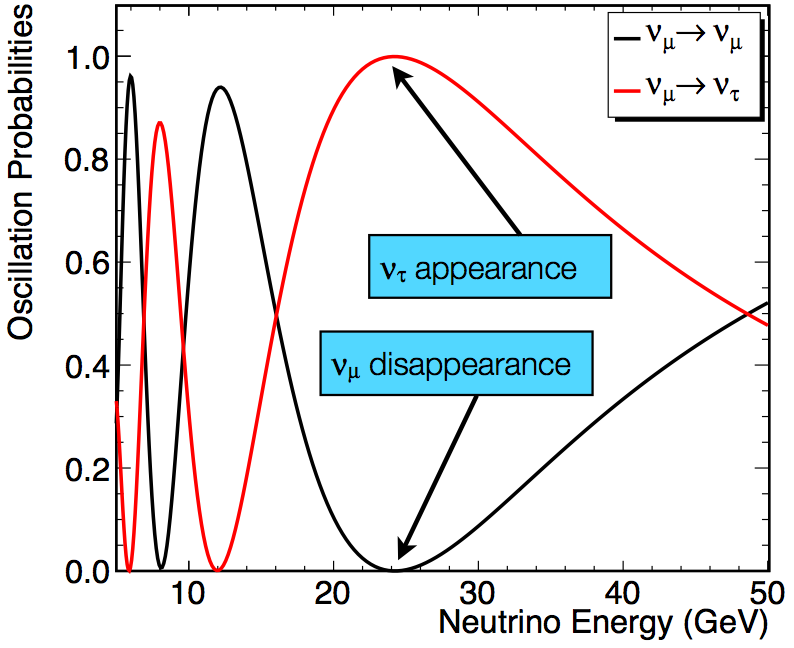 Oscillation Probabilities
1.0
0.8
0.6
0.4
0.2
0.0
νμ→ νμ
νμ→ ντ
ντ appearance
νμ disappearance
10 20 30 40 50
Neutrino Energy (GeV)